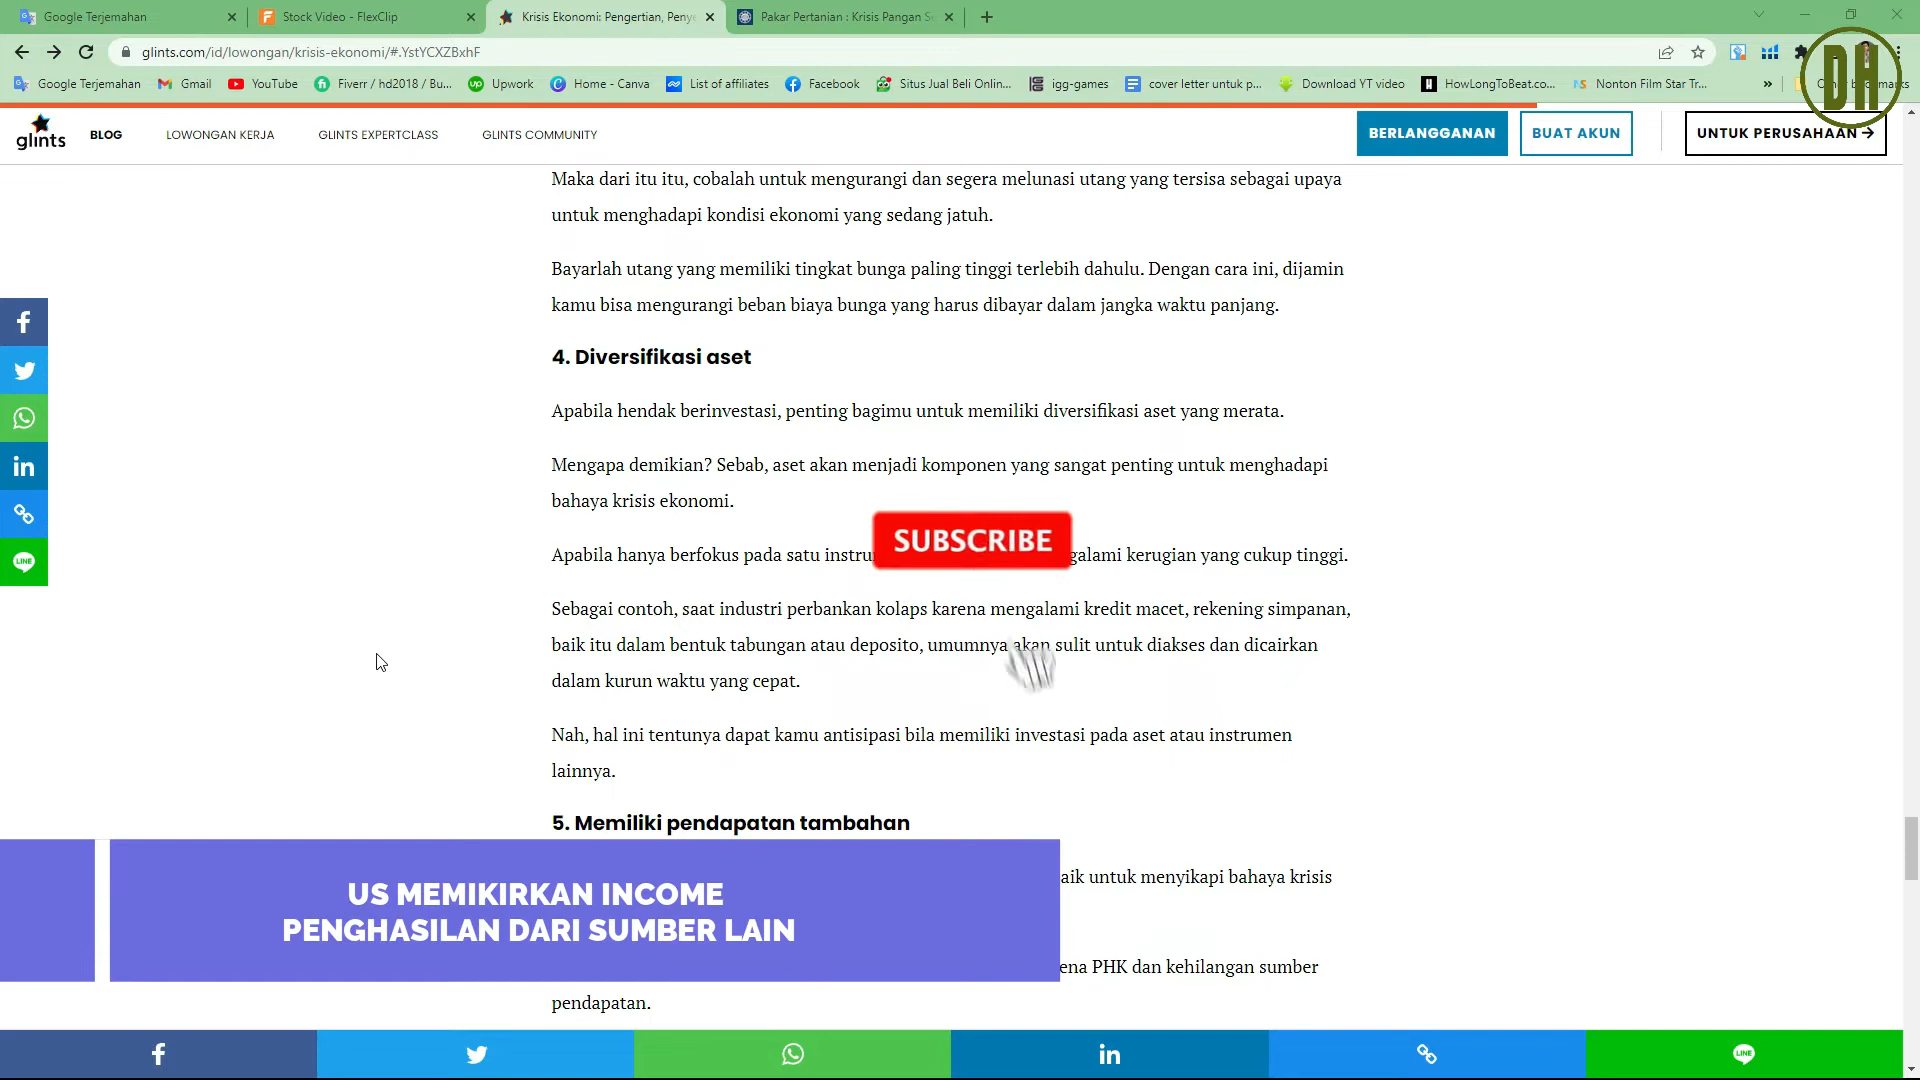 Google Terjemahen
Stock Video - FlexClip
Krisis Ekonomi: Pengertian, Penye
Pakar Pertanian : Krisis Pangan S
glints.com/id/lowongan/krisis-ekonomi/#.YstYCXZBxhF
Google Terjemahan
Gmail
YouTube
Fiverr / hd2018 / Bu...
Upwork
Home - Canva
List of affiliates
Facebook
Situs Jual Beli Onlin...
igg-games
cover letter untuk p...
Download YT video
HowLongToBeat.co...
Nonton Film Star Tr...
DH
glints
BLOG
LOWONGAN KERJA
GLINTS EXPERTCLASS
GLINTS COMMUNITY
BERLANGGANAN
BUAT AKUN
UNTUK PERUSAHAAN →
Maka dari itu itu, cobalah untuk mengurangi dan segera melunasi utang yang tersisa sebagai upaya
untuk menghadapi kondisi ekonomi yang sedang jatuh.
Bayarlah utang yang memiliki tingkat bunga paling tinggi terlebih dahulu. Dengan cara ini, dijamin
kamu bisa mengurangi beban biaya bunga yang harus dibayar dalam jangka waktu panjang.
4. Diversifikasi aset
Apabila hendak berinvestasi, penting bagimu untuk memiliki diversifikasi aset yang merata.
Mengapa demikian? Sebab, aset akan menjadi komponen yang sangat penting untuk menghadapi
bahaya krisis ekonomi.
SUBSCRIBE
Apabila hanya berfokus pada satu instru galami kerugian yang cukup tinggi.
Sebagai contoh, saat industri perbankan kolaps karena mengalami kredit macet, rekening simpanan,
baik itu dalam bentuk tabungan atau deposito, umumnya akan sulit untuk diakses dan dicairkan
dalam kurun waktu yang cepat.
Nah, hal ini tentunya dapat kamu antisipasi bila memiliki investasi pada aset atau instrumen
lainnya.
5. Memiliki pendapatan tambahan
aik untuk menyikapi bahaya krisis
US MEMIKIRKAN INCOME
PENGHASILAN DARI SUMBER LAIN
ena PHK dan kehilangan sumber
pendapatan.
LINE
LINE